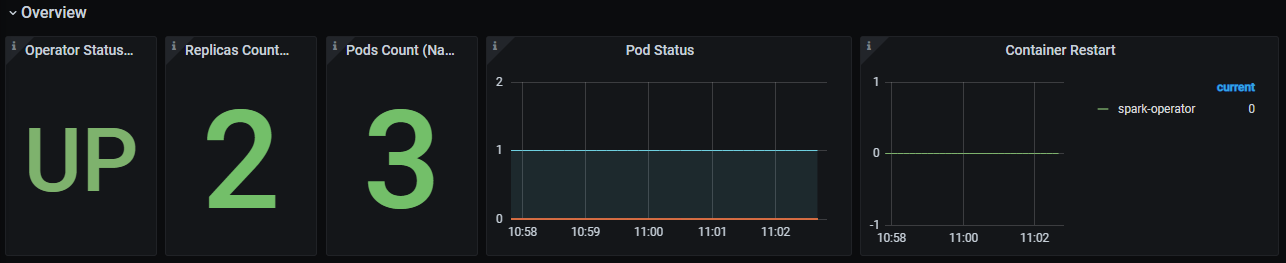 Overview
Operator Status...
UP
Replicas Count...
2
Pods Count (Na...
3
Pod Status
2
1
0
10:58 10:59 11:00 11:01 11:02
Container Restart
1
0
-1
10:58 11:00 11:02
current
spark-operator 0